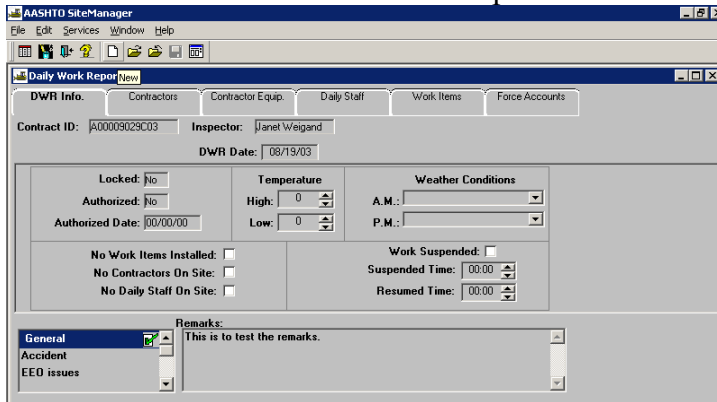 AASHTO SiteManager
File Edit Services Window Help
Daily Work Repor New
DWR Info. Contractors Contractor Equip. Daily Staff Work Items Force Accounts
Contract ID: A00009029C03 Inspector: Janet Weigand
DWR Date: 08/19/03
Locked: No Temperature Weather Conditions
Authorized: No High: 0 A.M.:
Authorized Date: 00/00/00 Low: 0 P.M.:
No Work Items Installed: Work Suspended:
No Contractors On Site: Suspended Time: 00:00
No Daily Staff On Site: Resumed Time: 00:00
Remarks:
General This is to test the remarks.
Accident
EEO issues